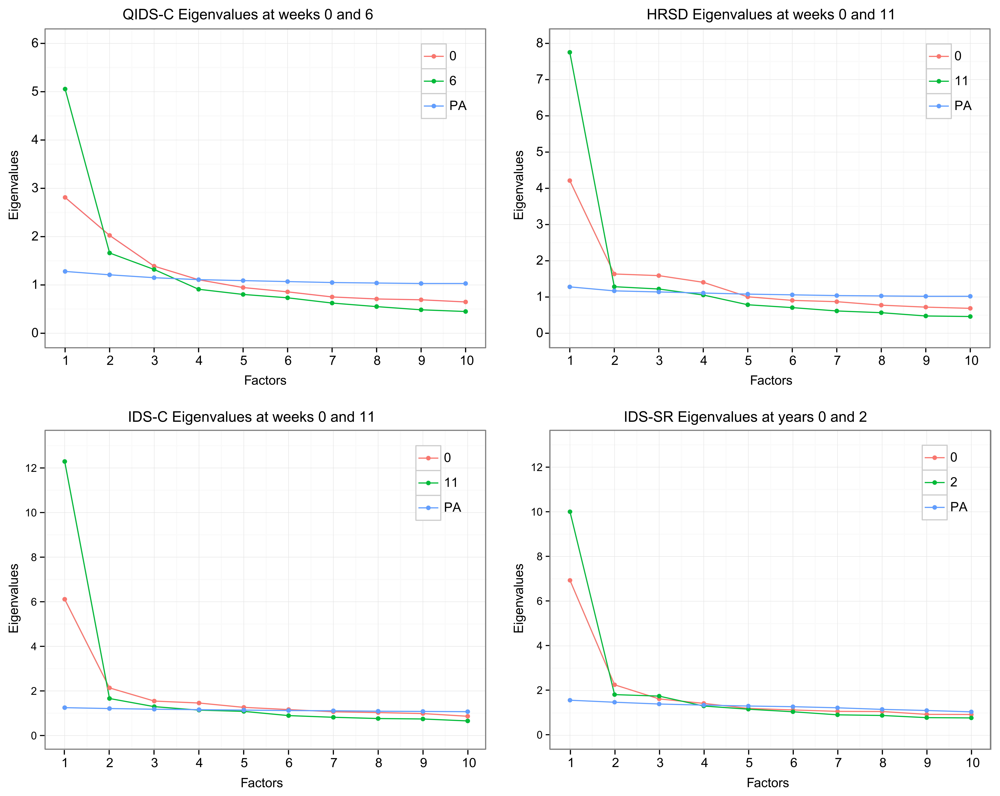 QIDS-C Eigenvalues at weeks 0 and 6
6
5
4
3
2
1
0
Eigenvalues
0
6
PA
1 2 3 4 5 6 7 8 9 10
Factors
HRSD Eigenvalues at weeks 0 and 11
8
7
6
5
4
3
2
1
0
Eigenvalues
0
11
PA
1 2 3 4 5 6 7 8 9 10
Factors
IDS-C Eigenvalues at weeks 0 and 11
12
10
8
6
4
2
0
Eigenvalues
0
11
PA
1 2 3 4 5 6 7 8 9 10
Factors
IDS-SR Eigenvalues at years 0 and 2
12
10
8
6
4
2
0
Eigenvalues
0
2
PA
1 2 3 4 5 6 7 8 9 10
Factors